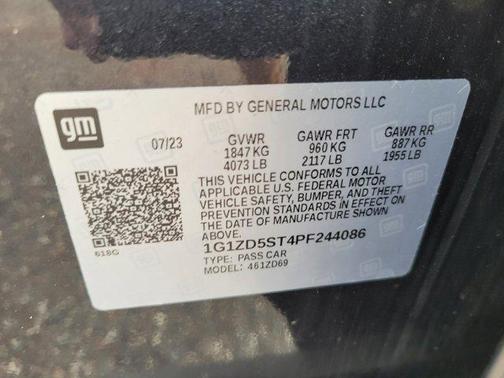 gm
MFD BY GENERAL MOTORS LLC
07/23 GVWR GAWR FRT GAWR RR
1847 KG 960 KG 887 KG
4073 LB 2117 LB 1955 LB
THIS VEHICLE CONFORMS TO ALL
APPLICABLE U.S. FEDERAL MOTOR
VEHICLE SAFETY, BUMPER, AND THEFT
PREVENTION STANDARDS IN EFFECT ON
THE DATE OF MANUFACTURE SHOWN
ABOVE.
1G1ZD5ST4PF244086
TYPE: PASS CAR
MODEL: 461ZD69
618G